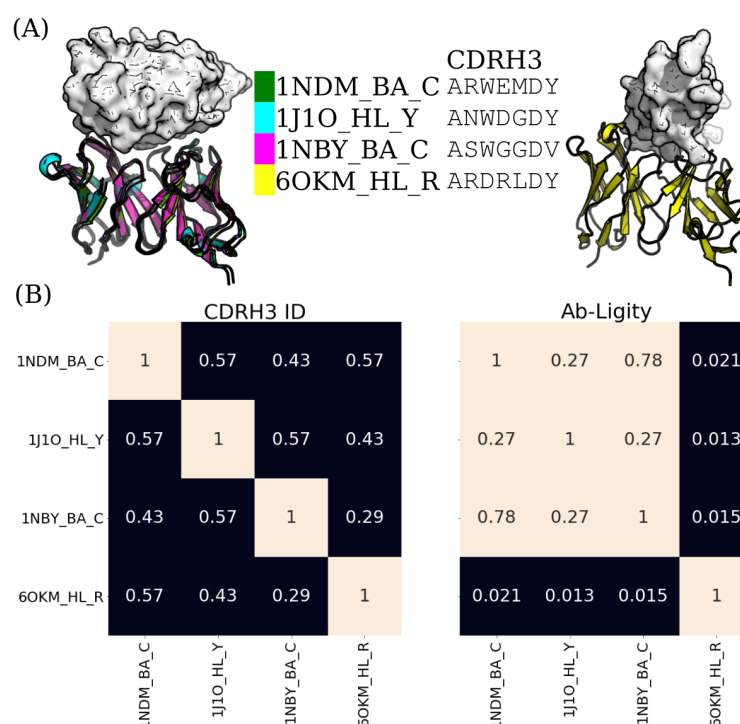 (A)
CDRH3
1NDM_BA_C ARWEMDY
1J1O_HL_Y ANWDGDY
1NBY_BA_C ASWGGDV
6OKM_HL_R ARDRLDY
(B)
CDRH3 ID Ab-Ligity
1NDM_BA_C 1 0.57 0.43 0.57 1 0.27 0.78 0.021
1J1O_HL_Y 0.57 1 0.57 0.43 0.27 1 0.27 0.013
1NBY_BA_C 0.43 0.57 1 0.29 0.78 0.27 1 0.015
6OKM_HL_R 0.57 0.43 0.29 1 0.021 0.013 0.015 1
1NDM_BA_C 1J1O_HL_Y 1NBY_BA_C 6OKM_HL_R 1NDM_BA_C 1J1O_HL_Y 1NBY_BA_C 6OKM_HL_R